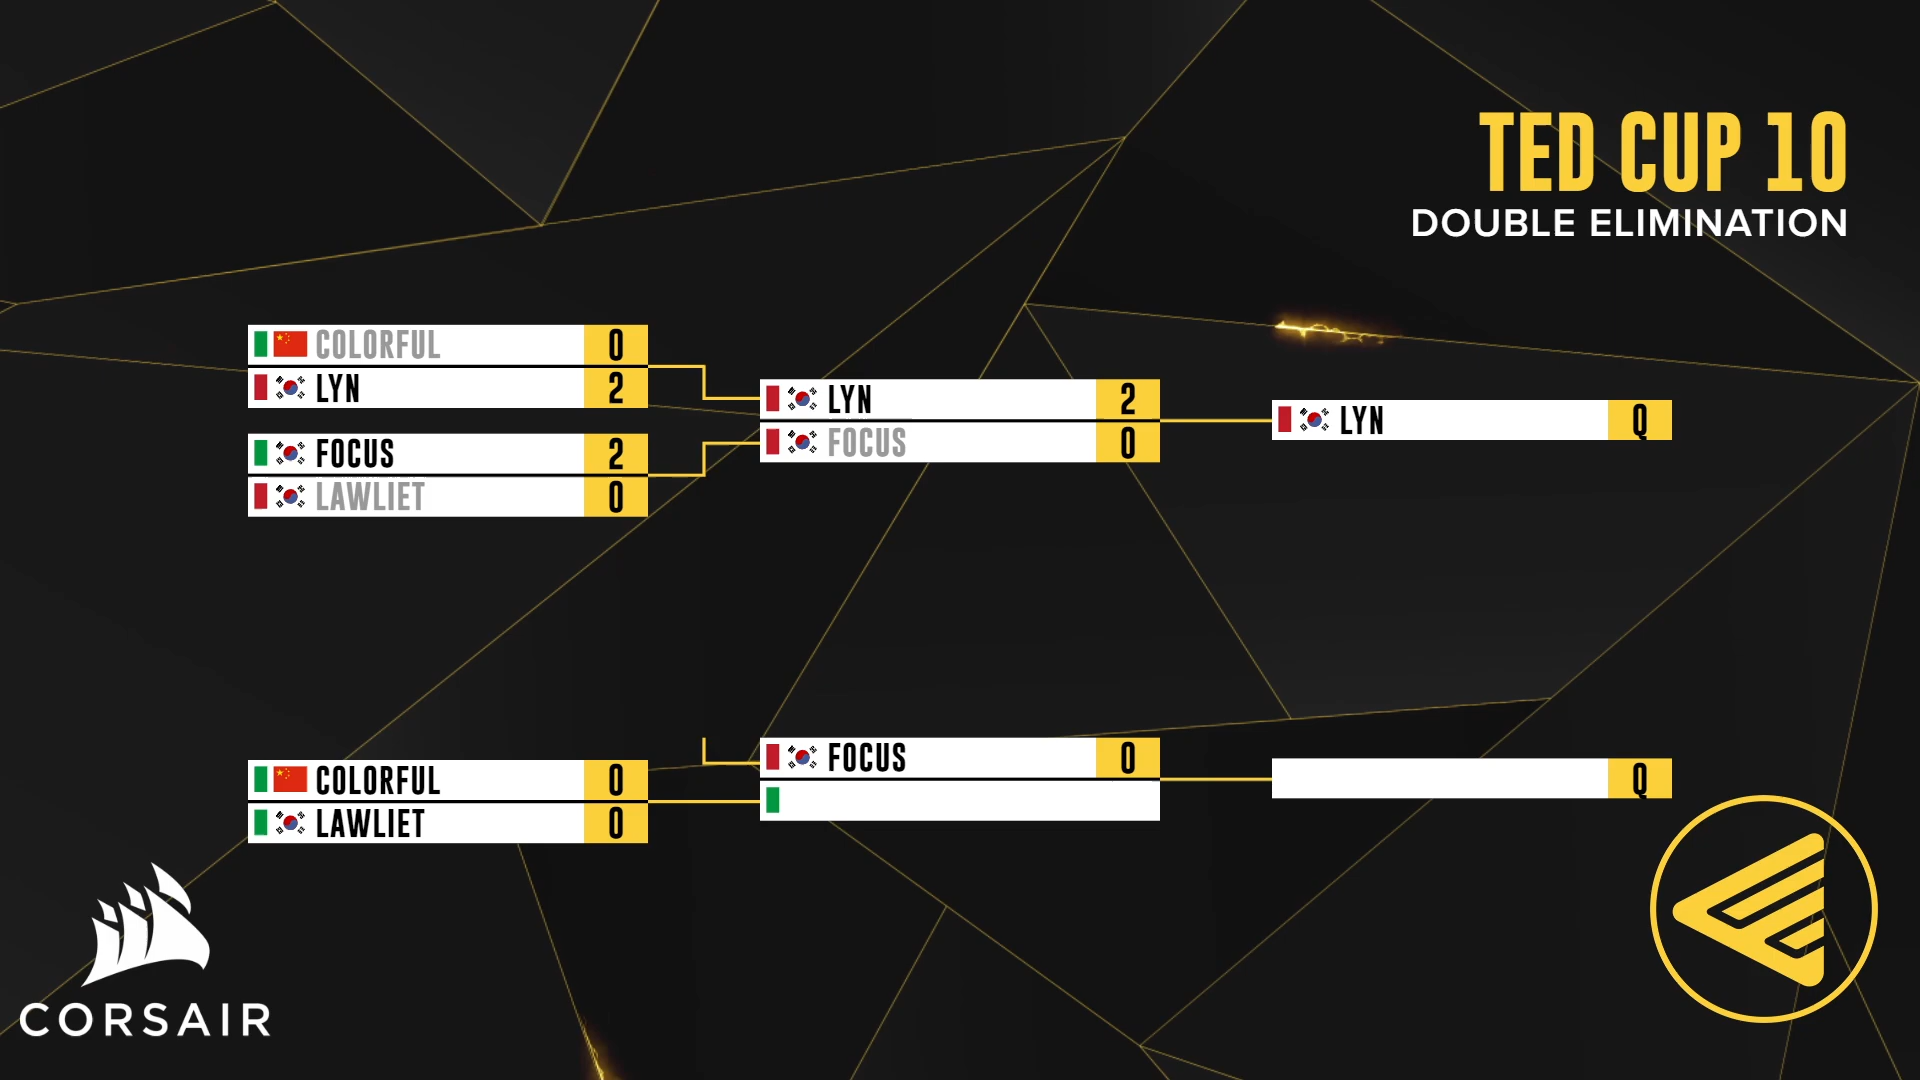 TED CUP 10
DOUBLE ELIMINATION
COLORFUL 0
LYN 2
FOCUS 2
LAWLIET 0
LYN 2
FOCUS 0
LYN Q
COLORFUL 0
LAWLIET 0
FOCUS 0
Q
CORSAIR